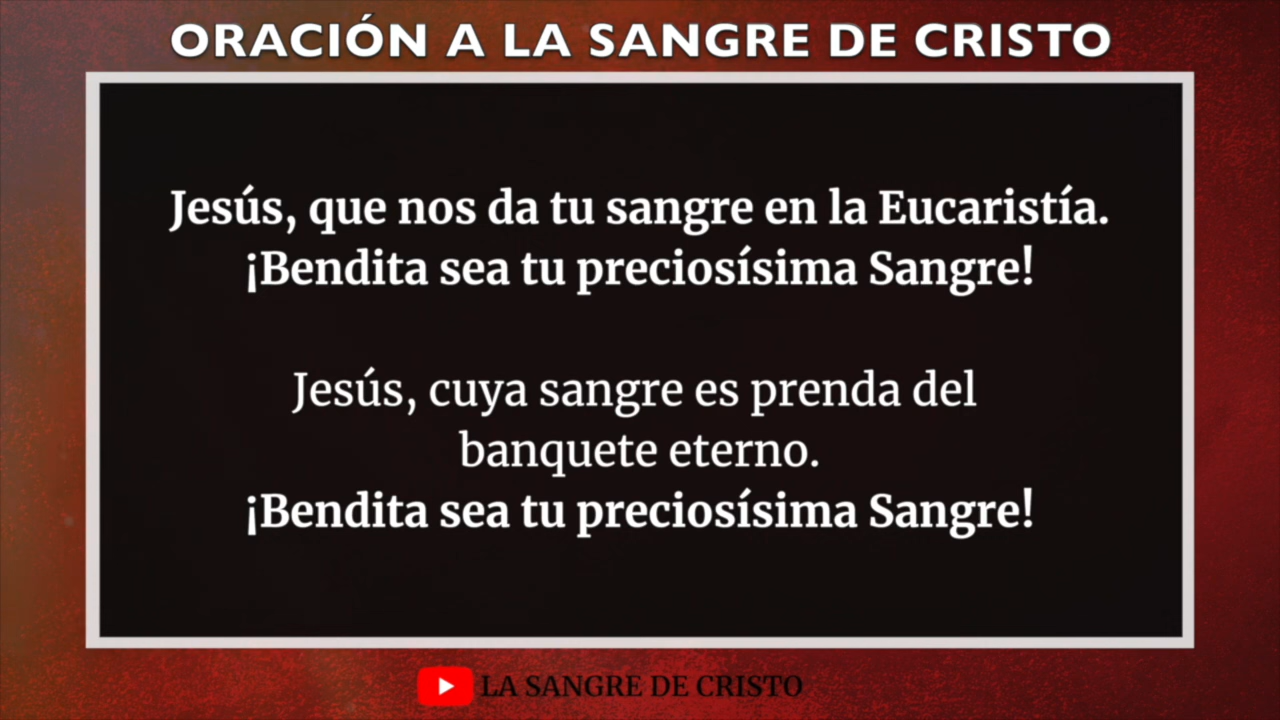 ORACIÓN A LA SANGRE DE CRISTO
Jesús, que nos da tu sangre en la Eucaristía.
¡Bendita sea tu preciosísima Sangre!
Jesús, cuya sangre es prenda del
banquete eterno.
¡Bendita sea tu preciosísima Sangre!
LA SANGRE DE CRISTO